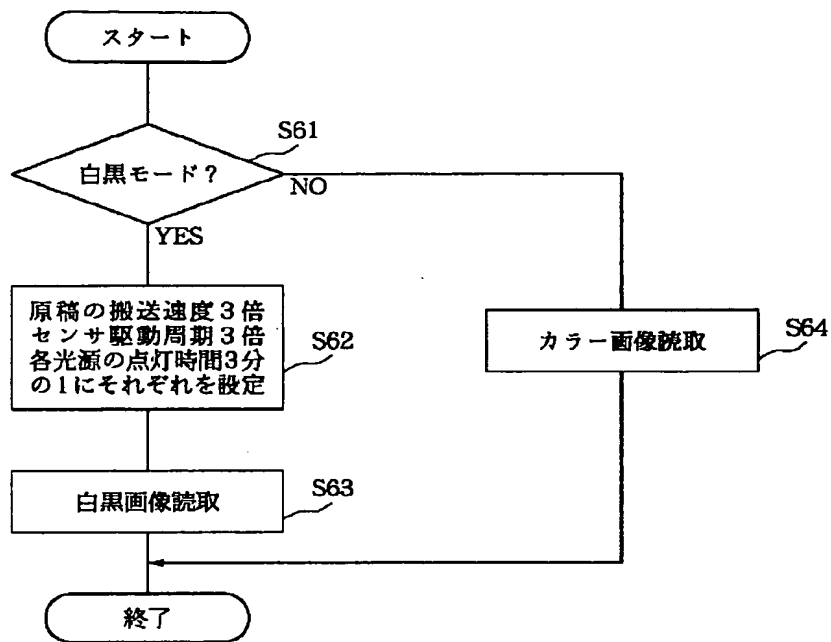 スタート
S61
白黒モード？
NO
YES
原稿の搬送速度3倍
センサ駆動周期3倍
各光源の点灯時間3分
の1にそれぞれを設定
S62
カラー画像読取
S64
白黒画像読取
S63
終了